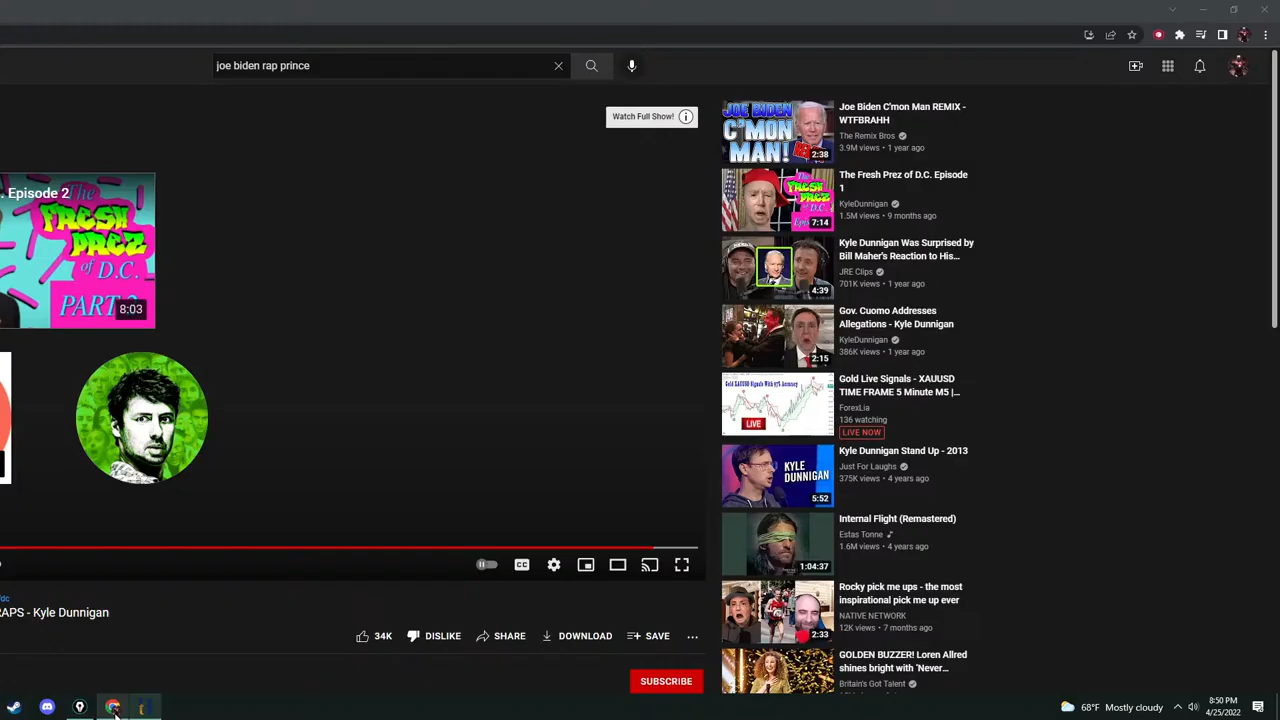 joe biden rap prince
Watch Full Show!
. Episode 2
The
FRESH
PREZ
of D.C.
PART 2
8:03
JOE BIDEN
C'MON
MAN!
2:38
Joe Biden C'mon Man REMIX -
WTFBRAHH
The Remix Bros
3.9M views • 1 year ago
The
FRESH
PREZ
of D.C.
7:14
The Fresh Prez of D.C. Episode
1
KyleDunnigan
1.5M views • 9 months ago
4:39
Kyle Dunnigan Was Surprised by
Bill Maher's Reaction to His...
JRE Clips
701K views • 1 year ago
2:15
Gov. Cuomo Addresses
Allegations - Kyle Dunnigan
KyleDunnigan
386K views • 1 year ago
LIVE
Gold Live Signals - XAUUSD
TIME FRAME 5 Minute M5 |...
ForexLia
136 watching
LIVE NOW
KYLE
DUNNIGAN
5:52
Kyle Dunnigan Stand Up - 2013
Just For Laughs
375K views • 4 years ago
1:04:37
Internal Flight (Remastered)
Estas Tonne
1.6M views • 4 years ago
2:33
Rocky pick me ups - the most
inspirational pick me up ever
NATIVE NETWORK
12K views • 7 months ago
GOLDEN BUZZER! Loren Allred
shines bright with 'Never...
Britain's Got Talent
CC
RAPS - Kyle Dunnigan
34K
DISLIKE
SHARE
DOWNLOAD
SAVE
SUBSCRIBE
68°F Mostly cloudy
8:50 PM
4/25/2022